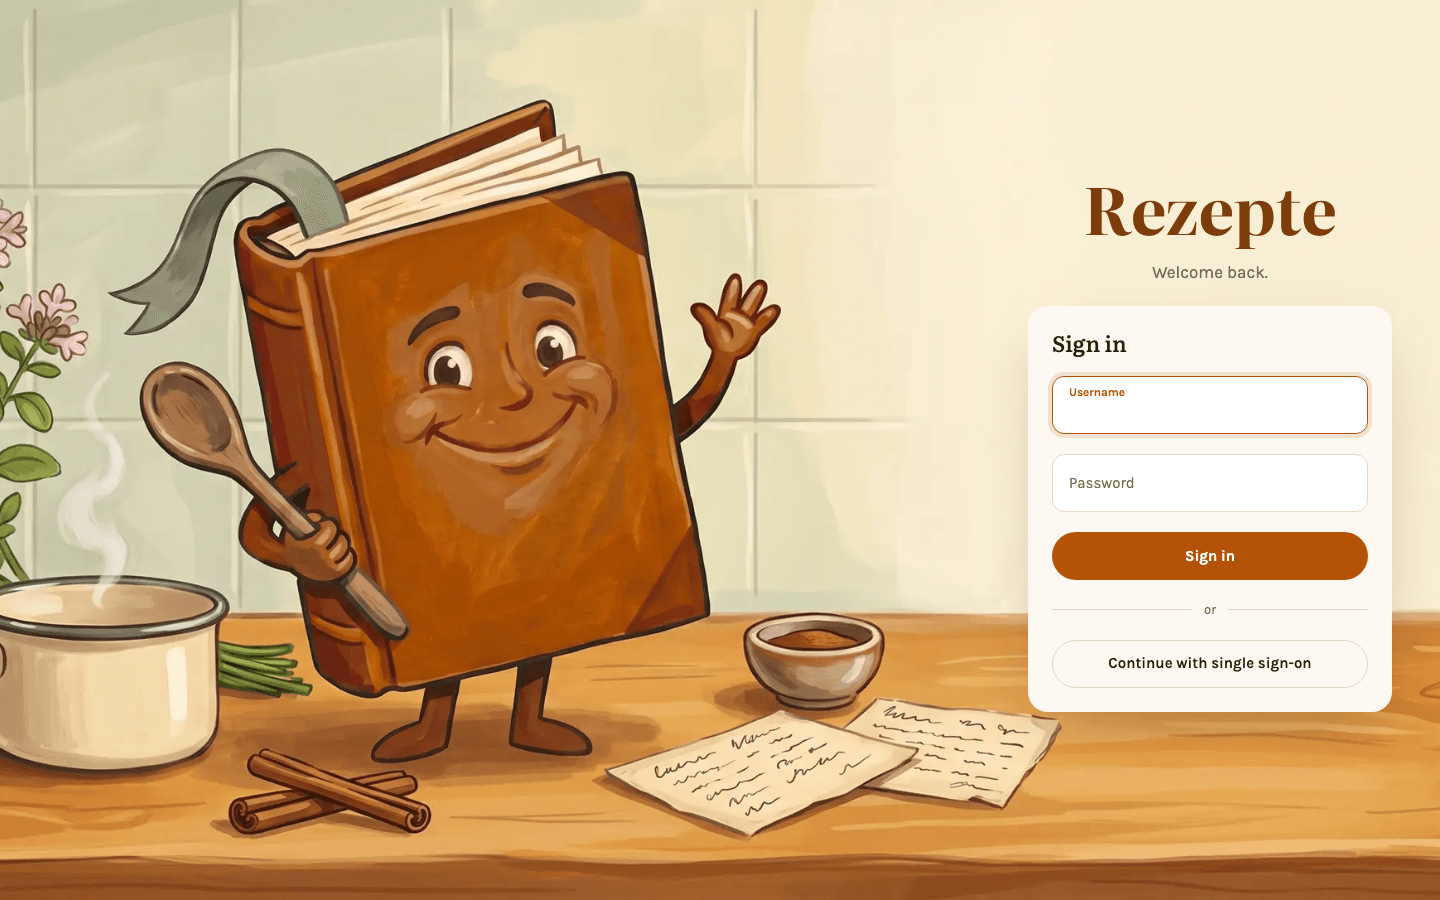 Rezepte
Welcome back.
Sign in
Username
Password
Sign in
or
Continue with single sign-on